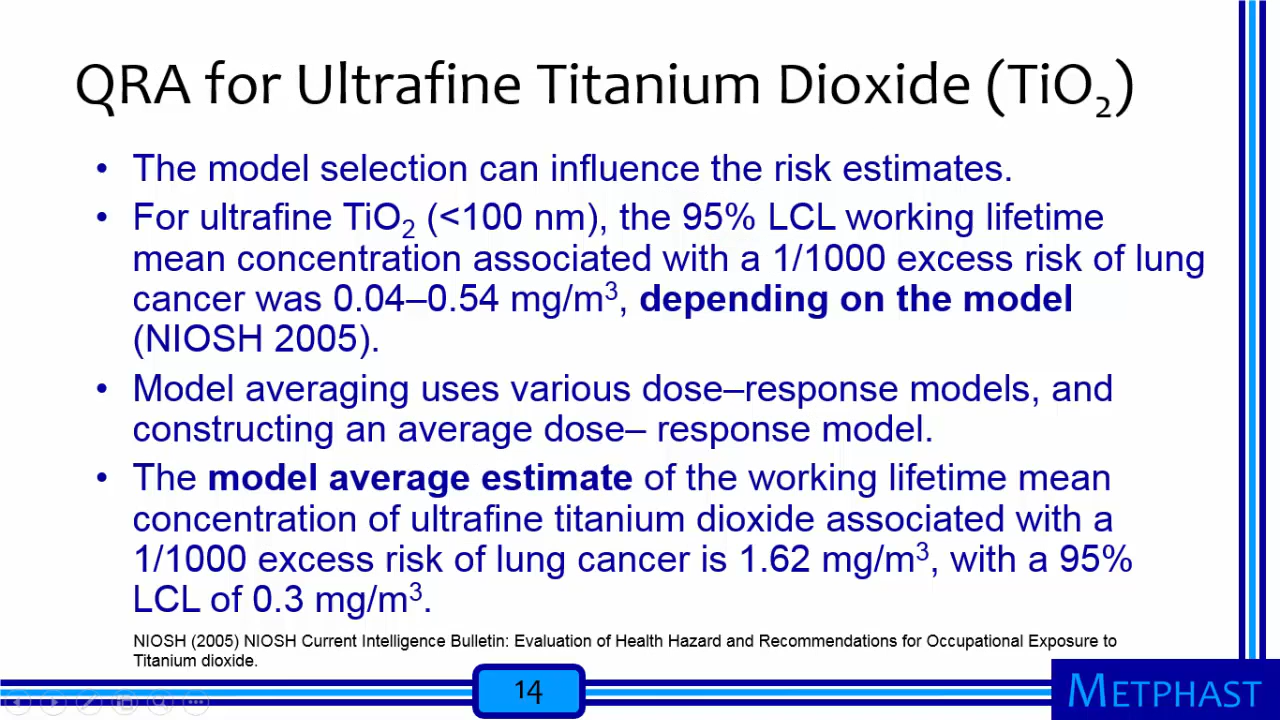 QRA for Ultrafine Titanium Dioxide (TiO₂)
• The model selection can influence the risk estimates.
• For ultrafine TiO₂ (<100 nm), the 95% LCL working lifetime
mean concentration associated with a 1/1000 excess risk of lung
cancer was 0.04–0.54 mg/m³, depending on the model
(NIOSH 2005).
• Model averaging uses various dose–response models, and
constructing an average dose– response model.
• The model average estimate of the working lifetime mean
concentration of ultrafine titanium dioxide associated with a
1/1000 excess risk of lung cancer is 1.62 mg/m³, with a 95%
LCL of 0.3 mg/m³.
NIOSH (2005) NIOSH Current Intelligence Bulletin: Evaluation of Health Hazard and Recommendations for Occupational Exposure to
Titanium dioxide.
14
METPHAST